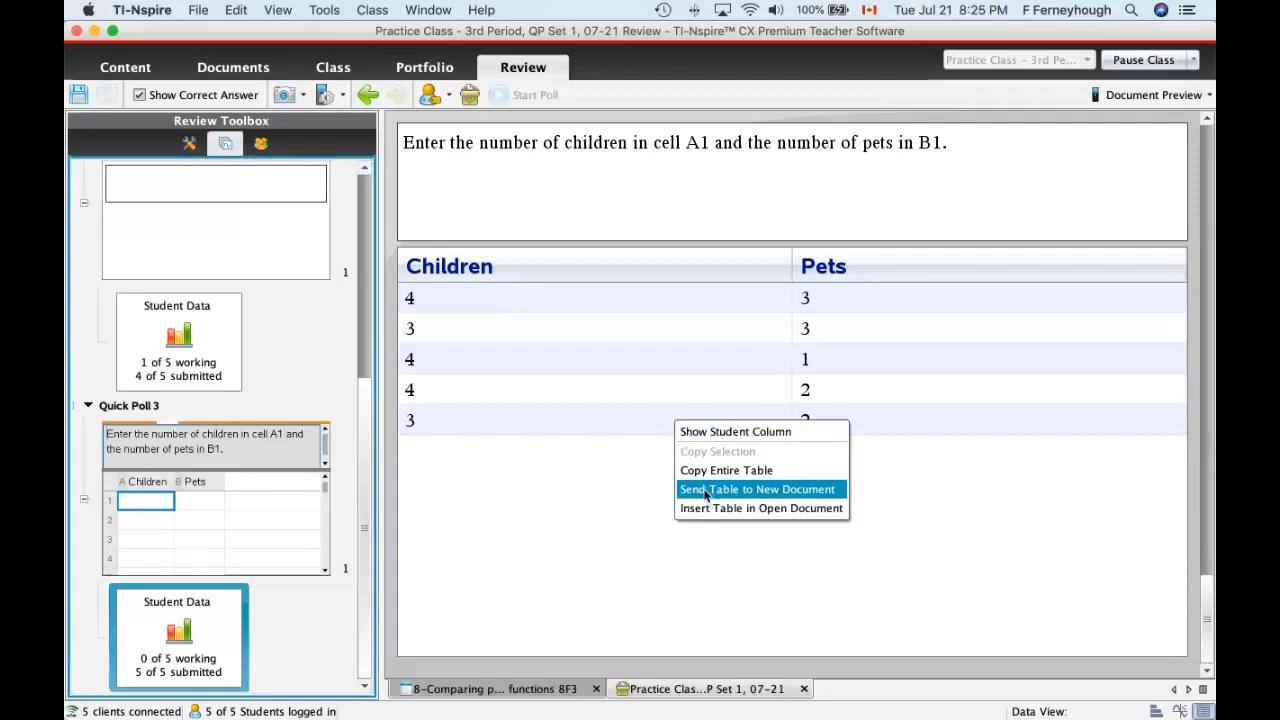 TI-Nspire File Edit View Tools Class Window Help 100% Tue Jul 21 8:25 PM F Ferneyhough
Practice Class - 3rd Period, QP Set 1, 07-21 Review - TI-Nspire™ CX Premium Teacher Software
Content Documents Class Portfolio Review Practice Class - 3rd Pe... Pause Class
Show Correct Answer Start Poll Document Preview
Review Toolbox
1
Student Data
1 of 5 working
4 of 5 submitted
Quick Poll 3
Enter the number of children in cell A1 and
the number of pets in B1.
A Children B Pets
1
2
3
4
1
Student Data
0 of 5 working
5 of 5 submitted
Enter the number of children in cell A1 and the number of pets in B1.
Children Pets
4 3
3 3
4 1
4 2
3
Show Student Column
Copy Selection
Copy Entire Table
Send Table to New Document
Insert Table in Open Document
8-Comparing p... functions 8F3 Practice Clas...P Set 1, 07-21
5 clients connected 5 of 5 Students logged in Data View: